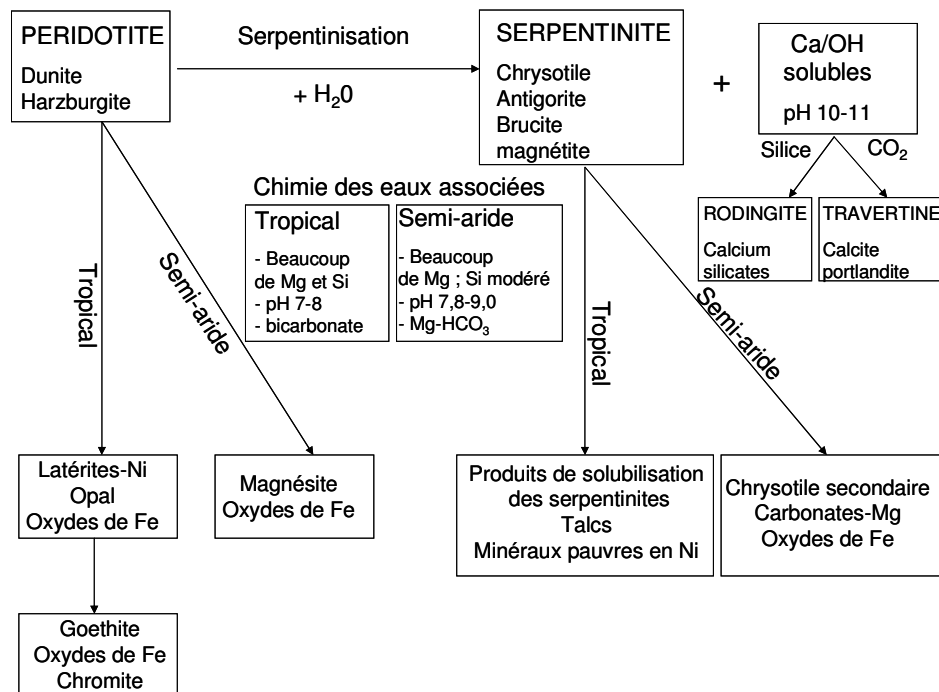 PERIDOTITE
Dunite
Harzburgite
Serpentinisation
+ H₂0
SERPENTINITE
Chrysotile
Antigorite
Brucite
magnétite
+
Ca/OH
solubles
pH 10-11
Silice
CO₂
RODINGITE
Calcium
silicates
TRAVERTINE
Calcite
portlandite
Chimie des eaux associées
Tropical
- Beaucoup
de Mg et Si
- pH 7-8
- bicarbonate
Semi-aride
- Beaucoup
de Mg ; Si modéré
- pH 7,8-9,0
- Mg-HCO₃
Tropical
Semi-aride
Tropical
Semi-aride
Latérites-Ni
Opal
Oxydes de Fe
Magnésite
Oxydes de Fe
Produits de solubilisation
des serpentinites
Talcs
Minéraux pauvres en Ni
Chrysotile secondaire
Carbonates-Mg
Oxydes de Fe
Goethite
Oxydes de Fe
Chromite